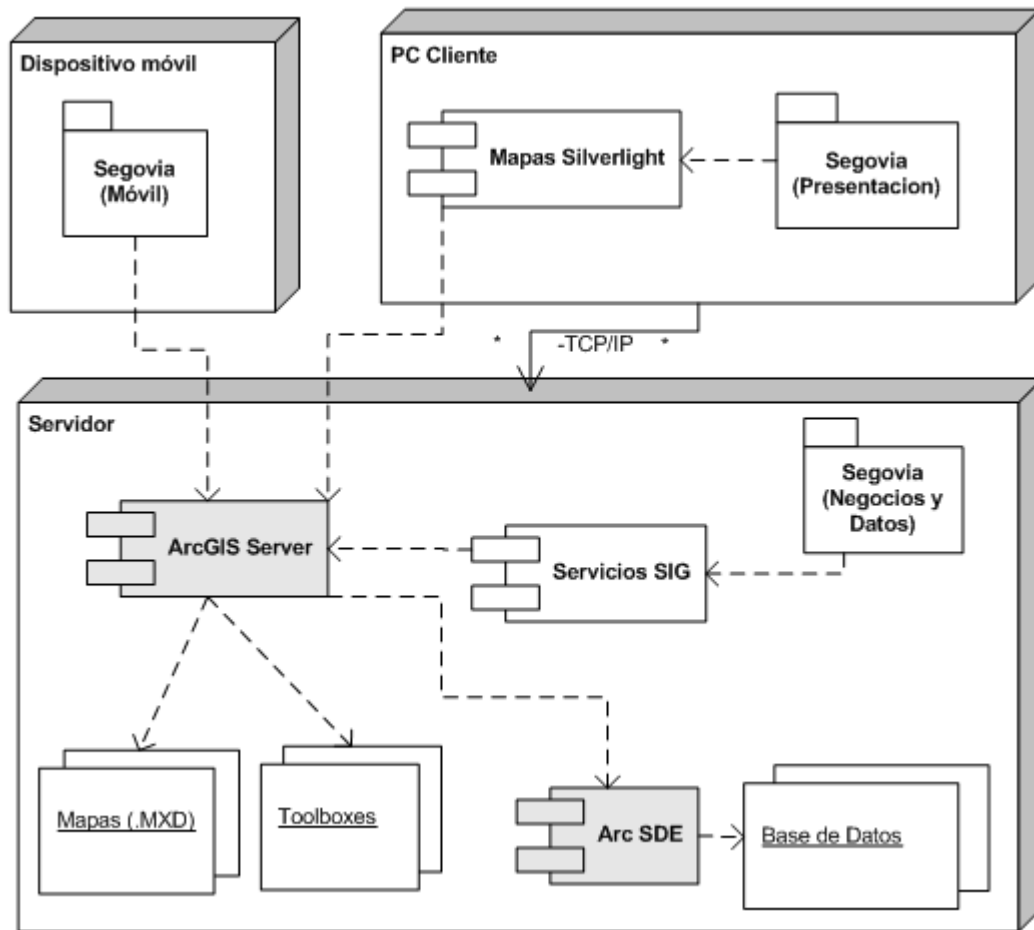 Dispositivo móvil
Segovia
(Móvil)
PC Cliente
Mapas Silverlight
Segovia
(Presentacion)
* -TCP/IP *
Servidor
Segovia
(Negocios y
Datos)
ArcGIS Server
Servicios SIG
Mapas (.MXD)
Toolboxes
Arc SDE
Base de Datos